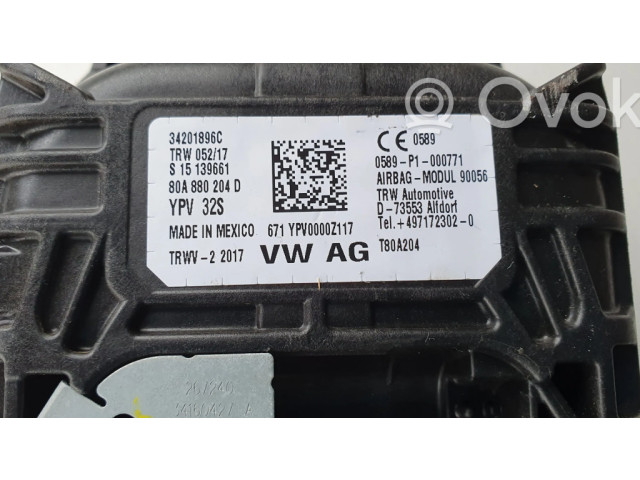 Ovok
34201896C
TRW 052/17
S 15 139661
80A 880 204 D
YPV 32S
MADE IN MEXICO 671 YPV0000Z117
TRWV-2 2017 VW AG
CE 0589
0589-P1-000771
AIRBAG-MODUL 90056
TRW Automotive
D-73553 Alfdorf
Tel.+497172302-0
T80A204